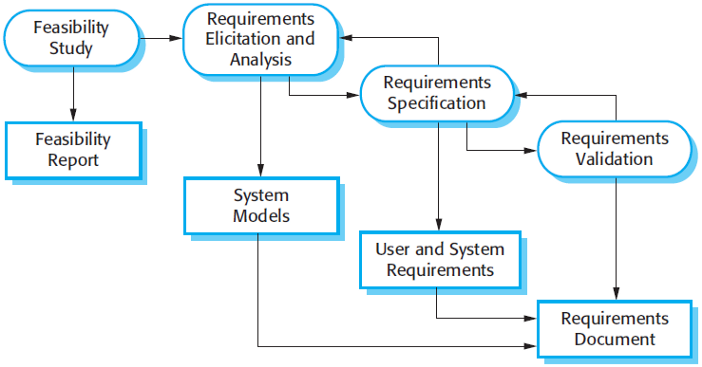 Feasibility
Study
Requirements
Elicitation and
Analysis
Requirements
Specification
Requirements
Validation
Feasibility
Report
System
Models
User and System
Requirements
Requirements
Document